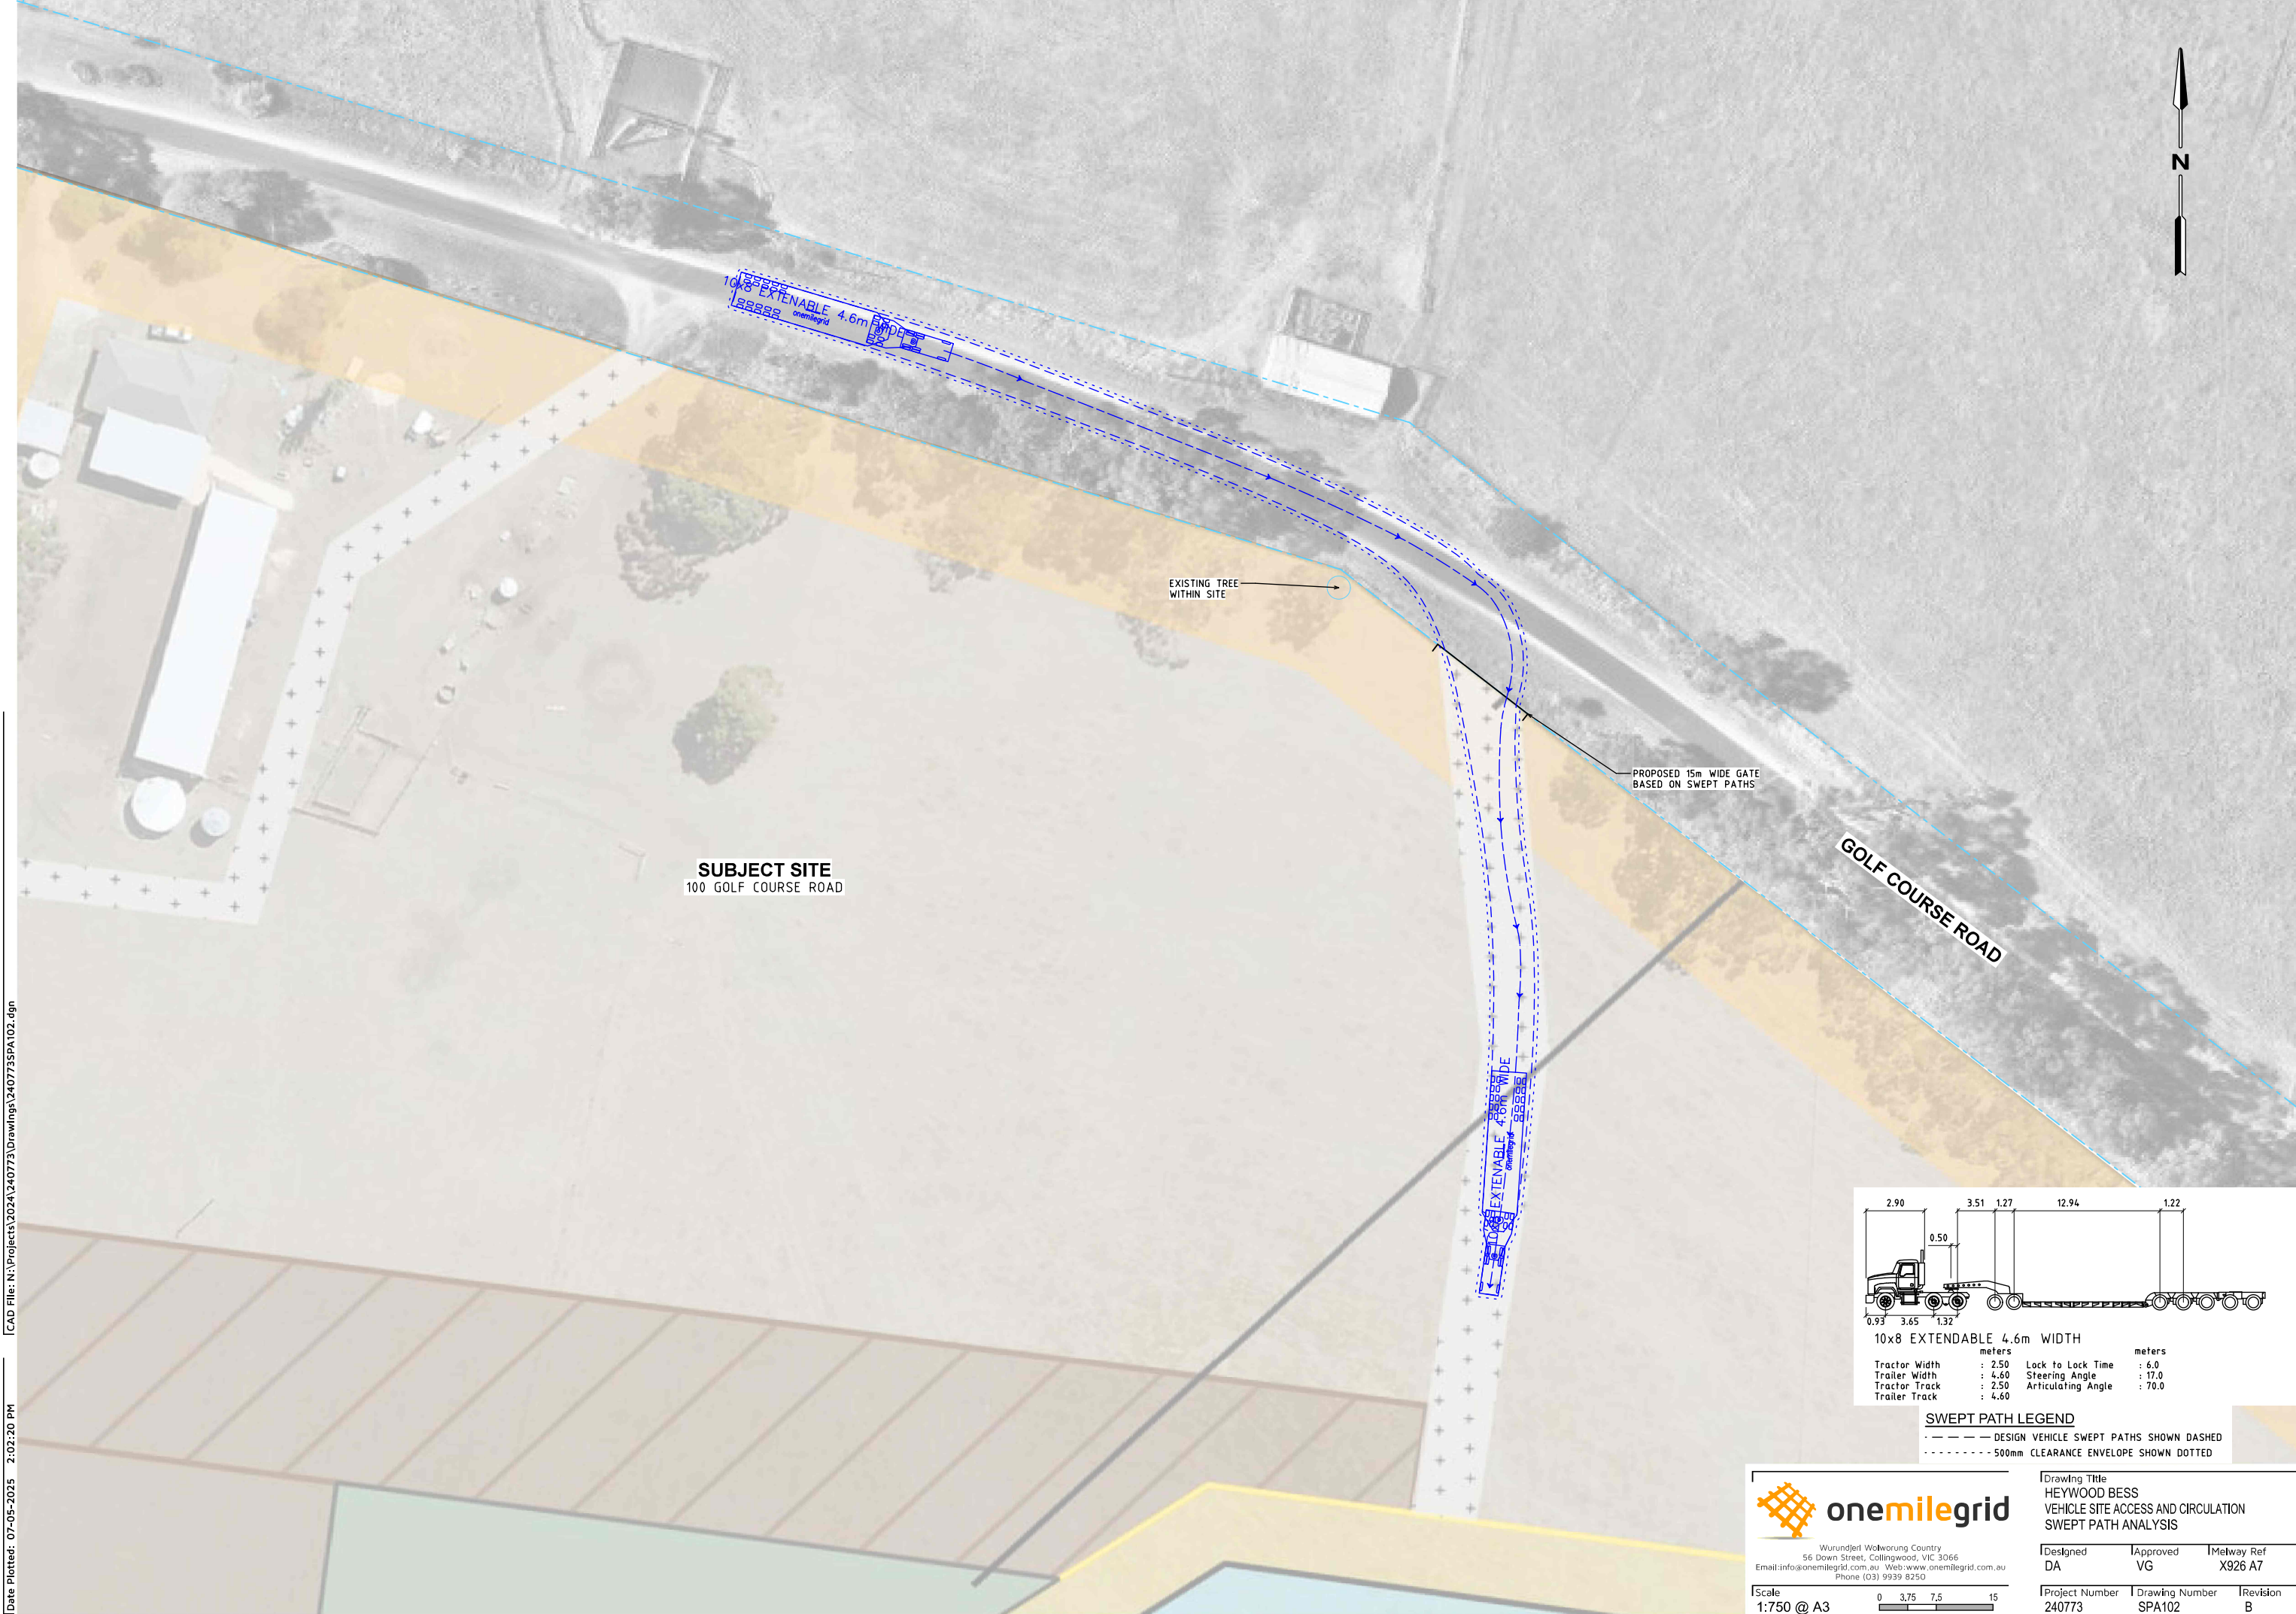 N
10x8 EXTENABLE 4.6m WIDE
onemilegrid
EXISTING TREE
WITHIN SITE
PROPOSED 15m WIDE GATE
BASED ON SWEPT PATHS
SUBJECT SITE
100 GOLF COURSE ROAD
GOLF COURSE ROAD
10x8 EXTENABLE 4.6m WIDE
onemilegrid
CAD File: N:\Projects\2024\240773\Drawings\240773SPA102.dgn
Date Plotted: 07-05-2025 2:02:20 PM
2.90 3.51 1.27 12.94 1.22
0.50
0.93 3.65 1.32
10x8 EXTENDABLE 4.6m WIDTH
meters meters
Tractor Width : 2.50 Lock to Lock Time : 6.0
Trailer Width : 4.60 Steering Angle : 17.0
Tractor Track : 2.50 Articulating Angle : 70.0
Trailer Track : 4.60
SWEPT PATH LEGEND
DESIGN VEHICLE SWEPT PATHS SHOWN DASHED
500mm CLEARANCE ENVELOPE SHOWN DOTTED
onemilegrid
Wurundjeri Woiworung Country
56 Down Street, Collingwood, VIC 3066
Email:info@onemilegrid.com.au Web:www.onemilegrid.com.au
Phone (03) 9939 8250
Scale
1:750 @ A3
0 3.75 7.5 15
Drawing Title
HEYWOOD BESS
VEHICLE SITE ACCESS AND CIRCULATION
SWEPT PATH ANALYSIS
Designed Approved Melway Ref
DA VG X926 A7
Project Number Drawing Number Revision
240773 SPA102 B